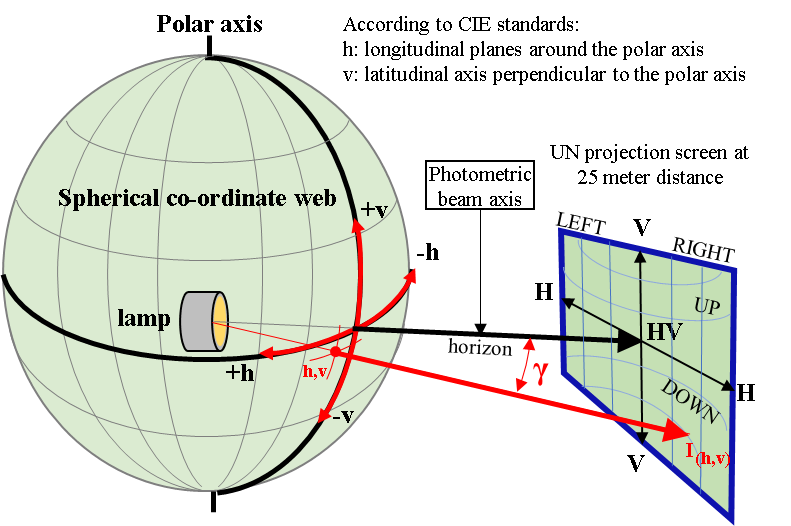 Polar axis
According to CIE standards:
h: longitudinal planes around the polar axis
v: latitudinal axis perpendicular to the polar axis
UN projection screen at
25 meter distance
Photometric
beam axis
Spherical co-ordinate web
+v
-h
LEFT
V
RIGHT
H
UP
lamp
HV
horizon
+h
h,v
γ
DOWN
H
-v
I(h,v)
V